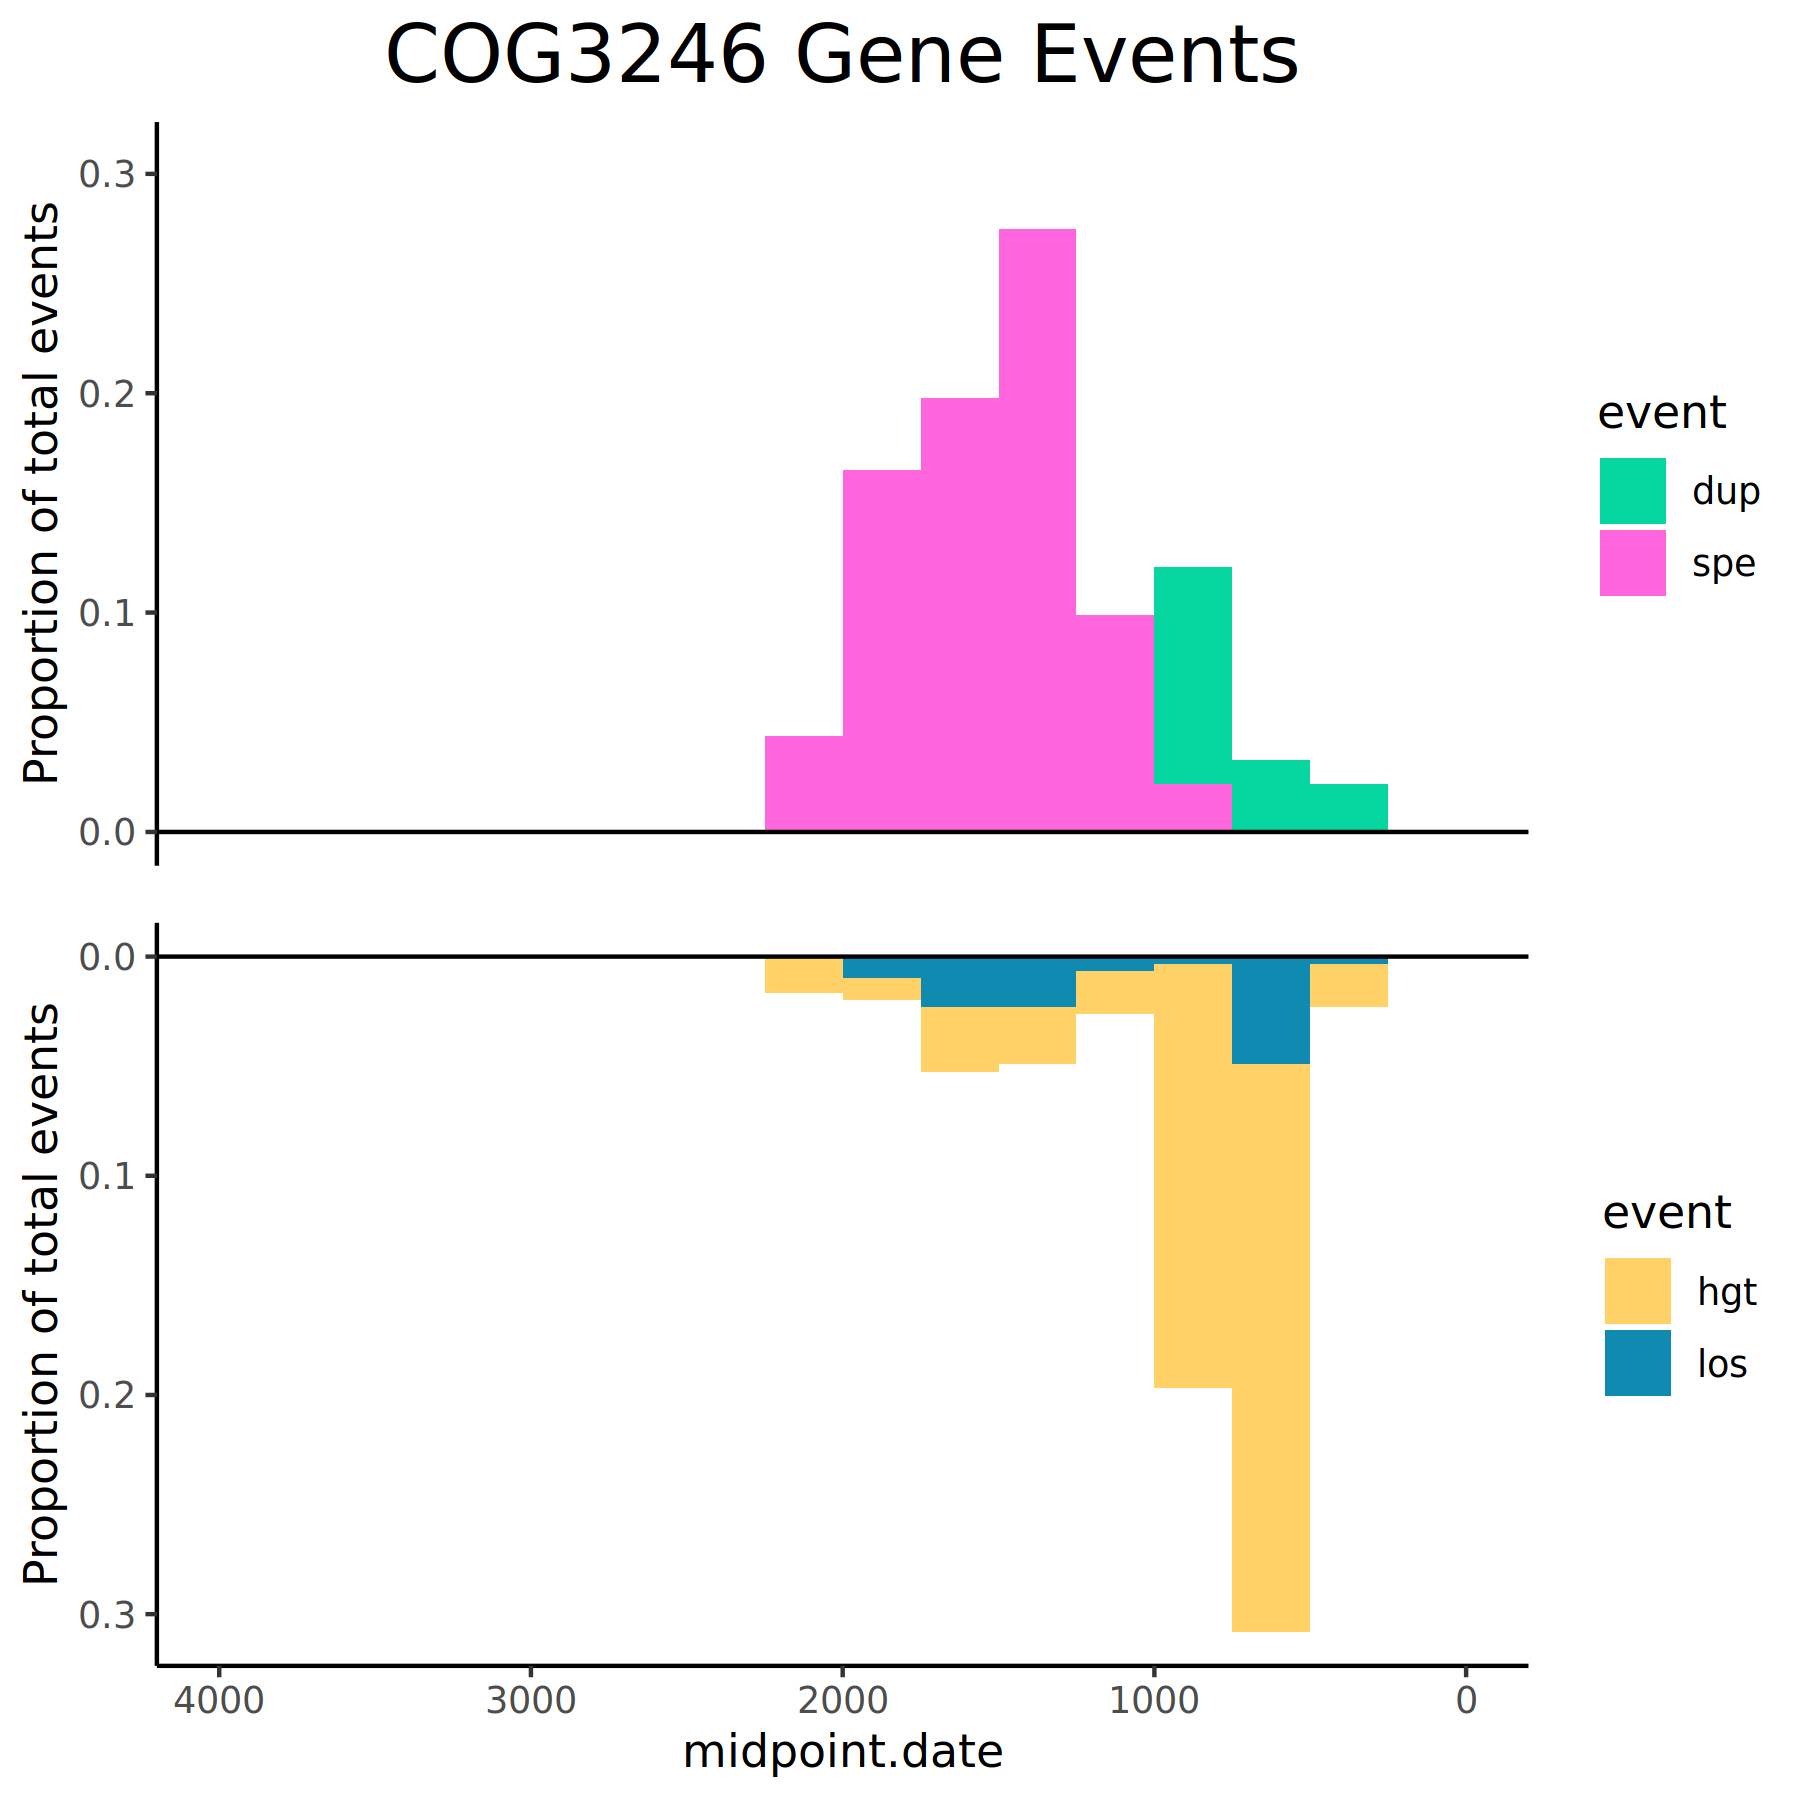 COG3246 Gene Events
Proportion of total events
0.3
0.2
0.1
0.0
event
dup
spe
Proportion of total events
0.0
0.1
0.2
0.3
event
hgt
los
4000 3000 2000 1000 0
midpoint.date